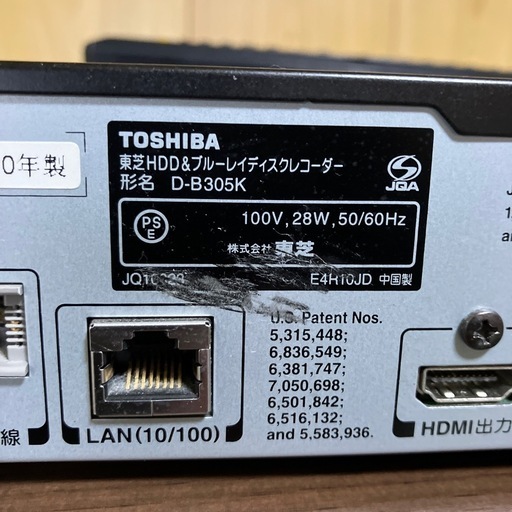 TOSHIBA
東芝HDD&ブルーレイディスクレコーダー
形名 D-B305K
JQA
0年製
PS
E
100V, 28W, 50/60Hz
株式会社 東芝
E4H10JD 中国製
U.S. Patent Nos.
5,315,448;
6,836,549;
6,381,747;
7,050,698;
6,501,842;
6,516,132;
and 5,583,936.
線
LAN(10/100)
HDMI出力